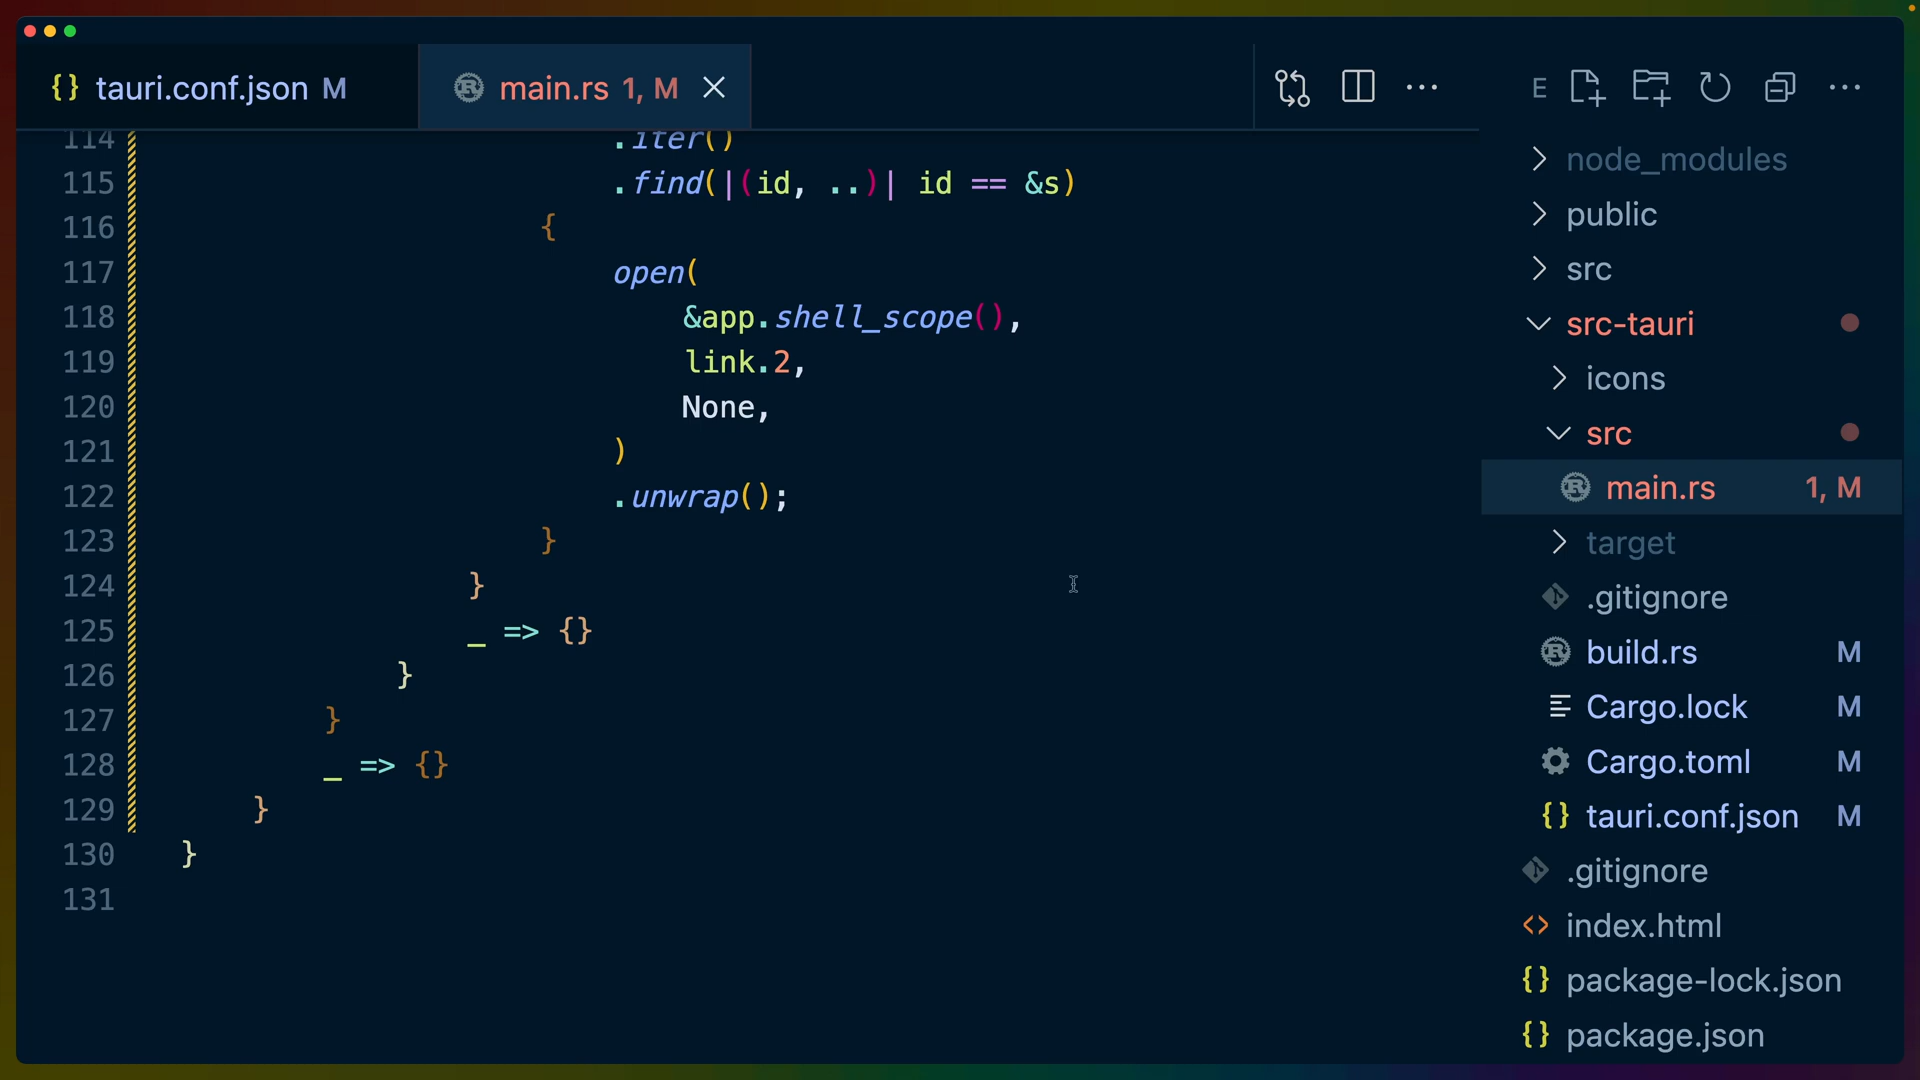 tauri.conf.json M
main.rs 1, M
E
114 .iter()
115 .find(|(id, ..)| id == &s)
116 {
117 open(
118 &app.shell_scope(),
119 link.2,
120 None,
121 )
122 .unwrap();
123 }
124 }
125 _ => {}
126 }
127 }
128 _ => {}
129 }
130 }
131
node_modules
public
src
src-tauri
icons
src
main.rs 1, M
target
.gitignore
build.rs M
Cargo.lock M
Cargo.toml M
{} tauri.conf.json M
.gitignore
<> index.html
{} package-lock.json
{} package.json